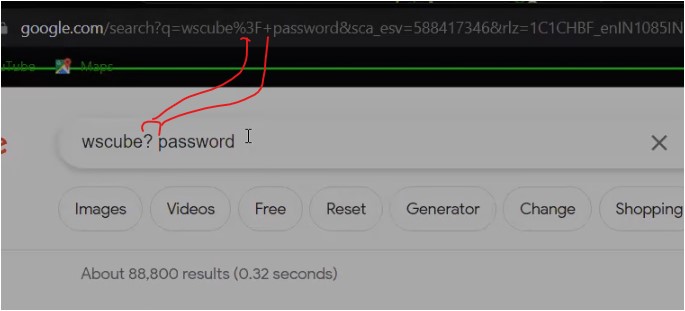 google.com/search?q=wscube%3F+password&sca_esv=588417346&rlz=1C1CHBF_enIN1085IN
uTube Maps
wscube? password
Images Videos Free Reset Generator Change Shopping
About 88,800 results (0.32 seconds)